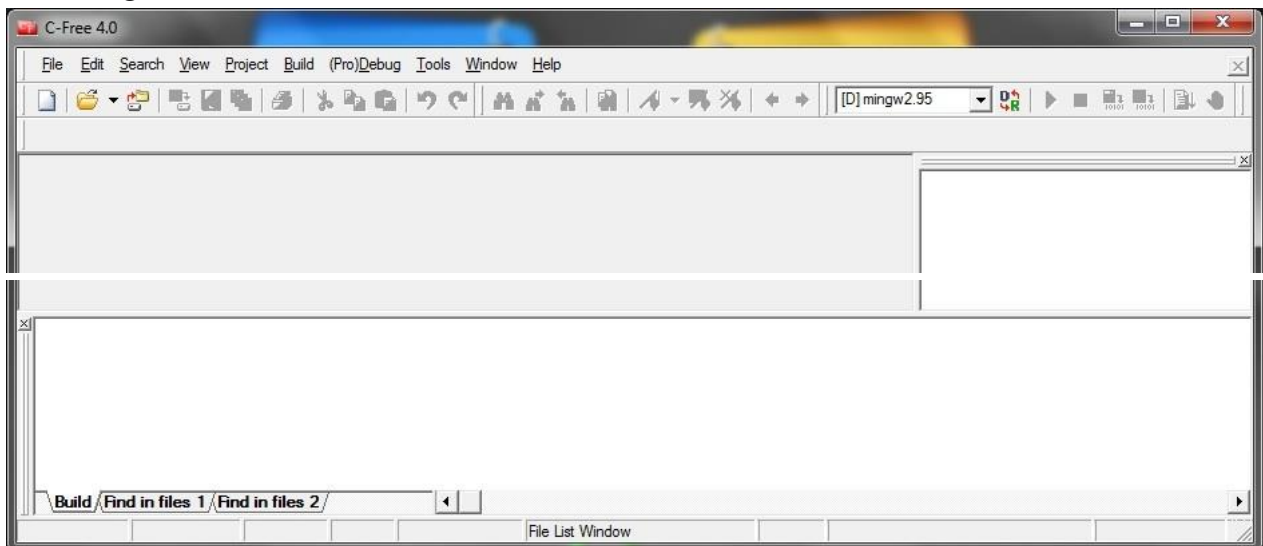 C-Free 4.0
File Edit Search View Project Build (Pro)Debug Tools Window Help
[D] mingw2.95
Build Find in files 1 Find in files 2
File List Window